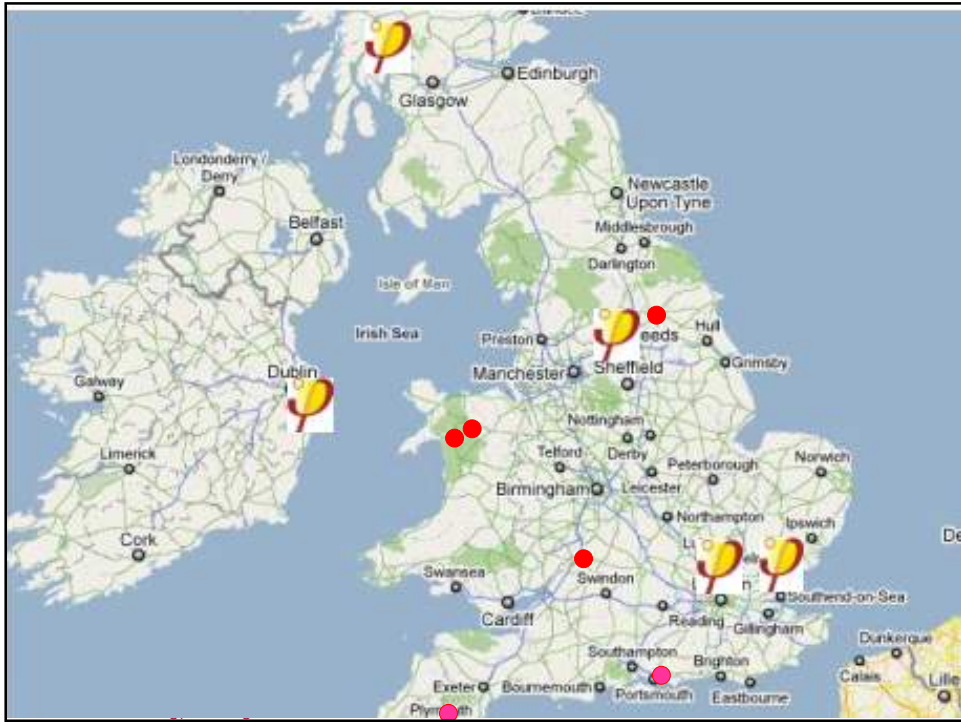 Edinburgh
Glasgow
Londonderry /
Derry
Newcastle
Upon Tyne
Belfast
Middlesbrough
Darlington
Isle of Man
Irish Sea
Preston
eeds
Hull
Manchester
Sheffield
Grimsby
Dublin
Galway
Nottingham
Derby
Limerick
Telford
Peterborough
Norwich
Birmingham
Leicester
Northampton
Ipswich
Cork
De
Swansea
Swindon
Southend-on-Sea
Cardiff
Reading
Gillingham
Dunkerque
Southampton
Brighton
Calais
Exeter
Bournemouth
Portsmouth
Eastbourne
Lille